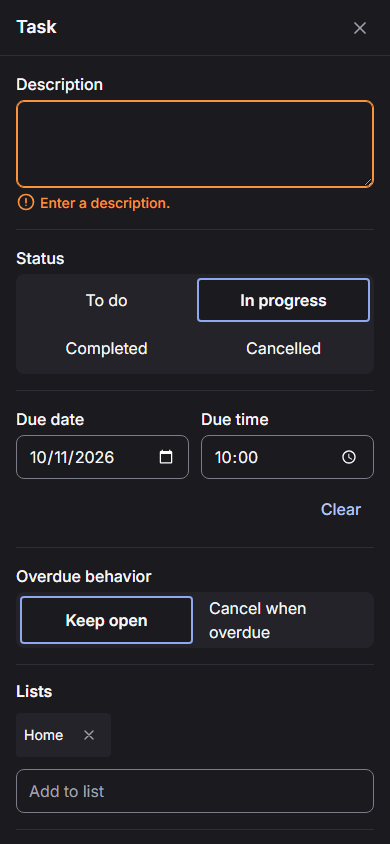 Task
Description
Enter a description.
Status
To do
In progress
Completed
Cancelled
Due date
Due time
10/11/2026
10:00
Clear
Overdue behavior
Keep open
Cancel when
overdue
Lists
Home
Add to list